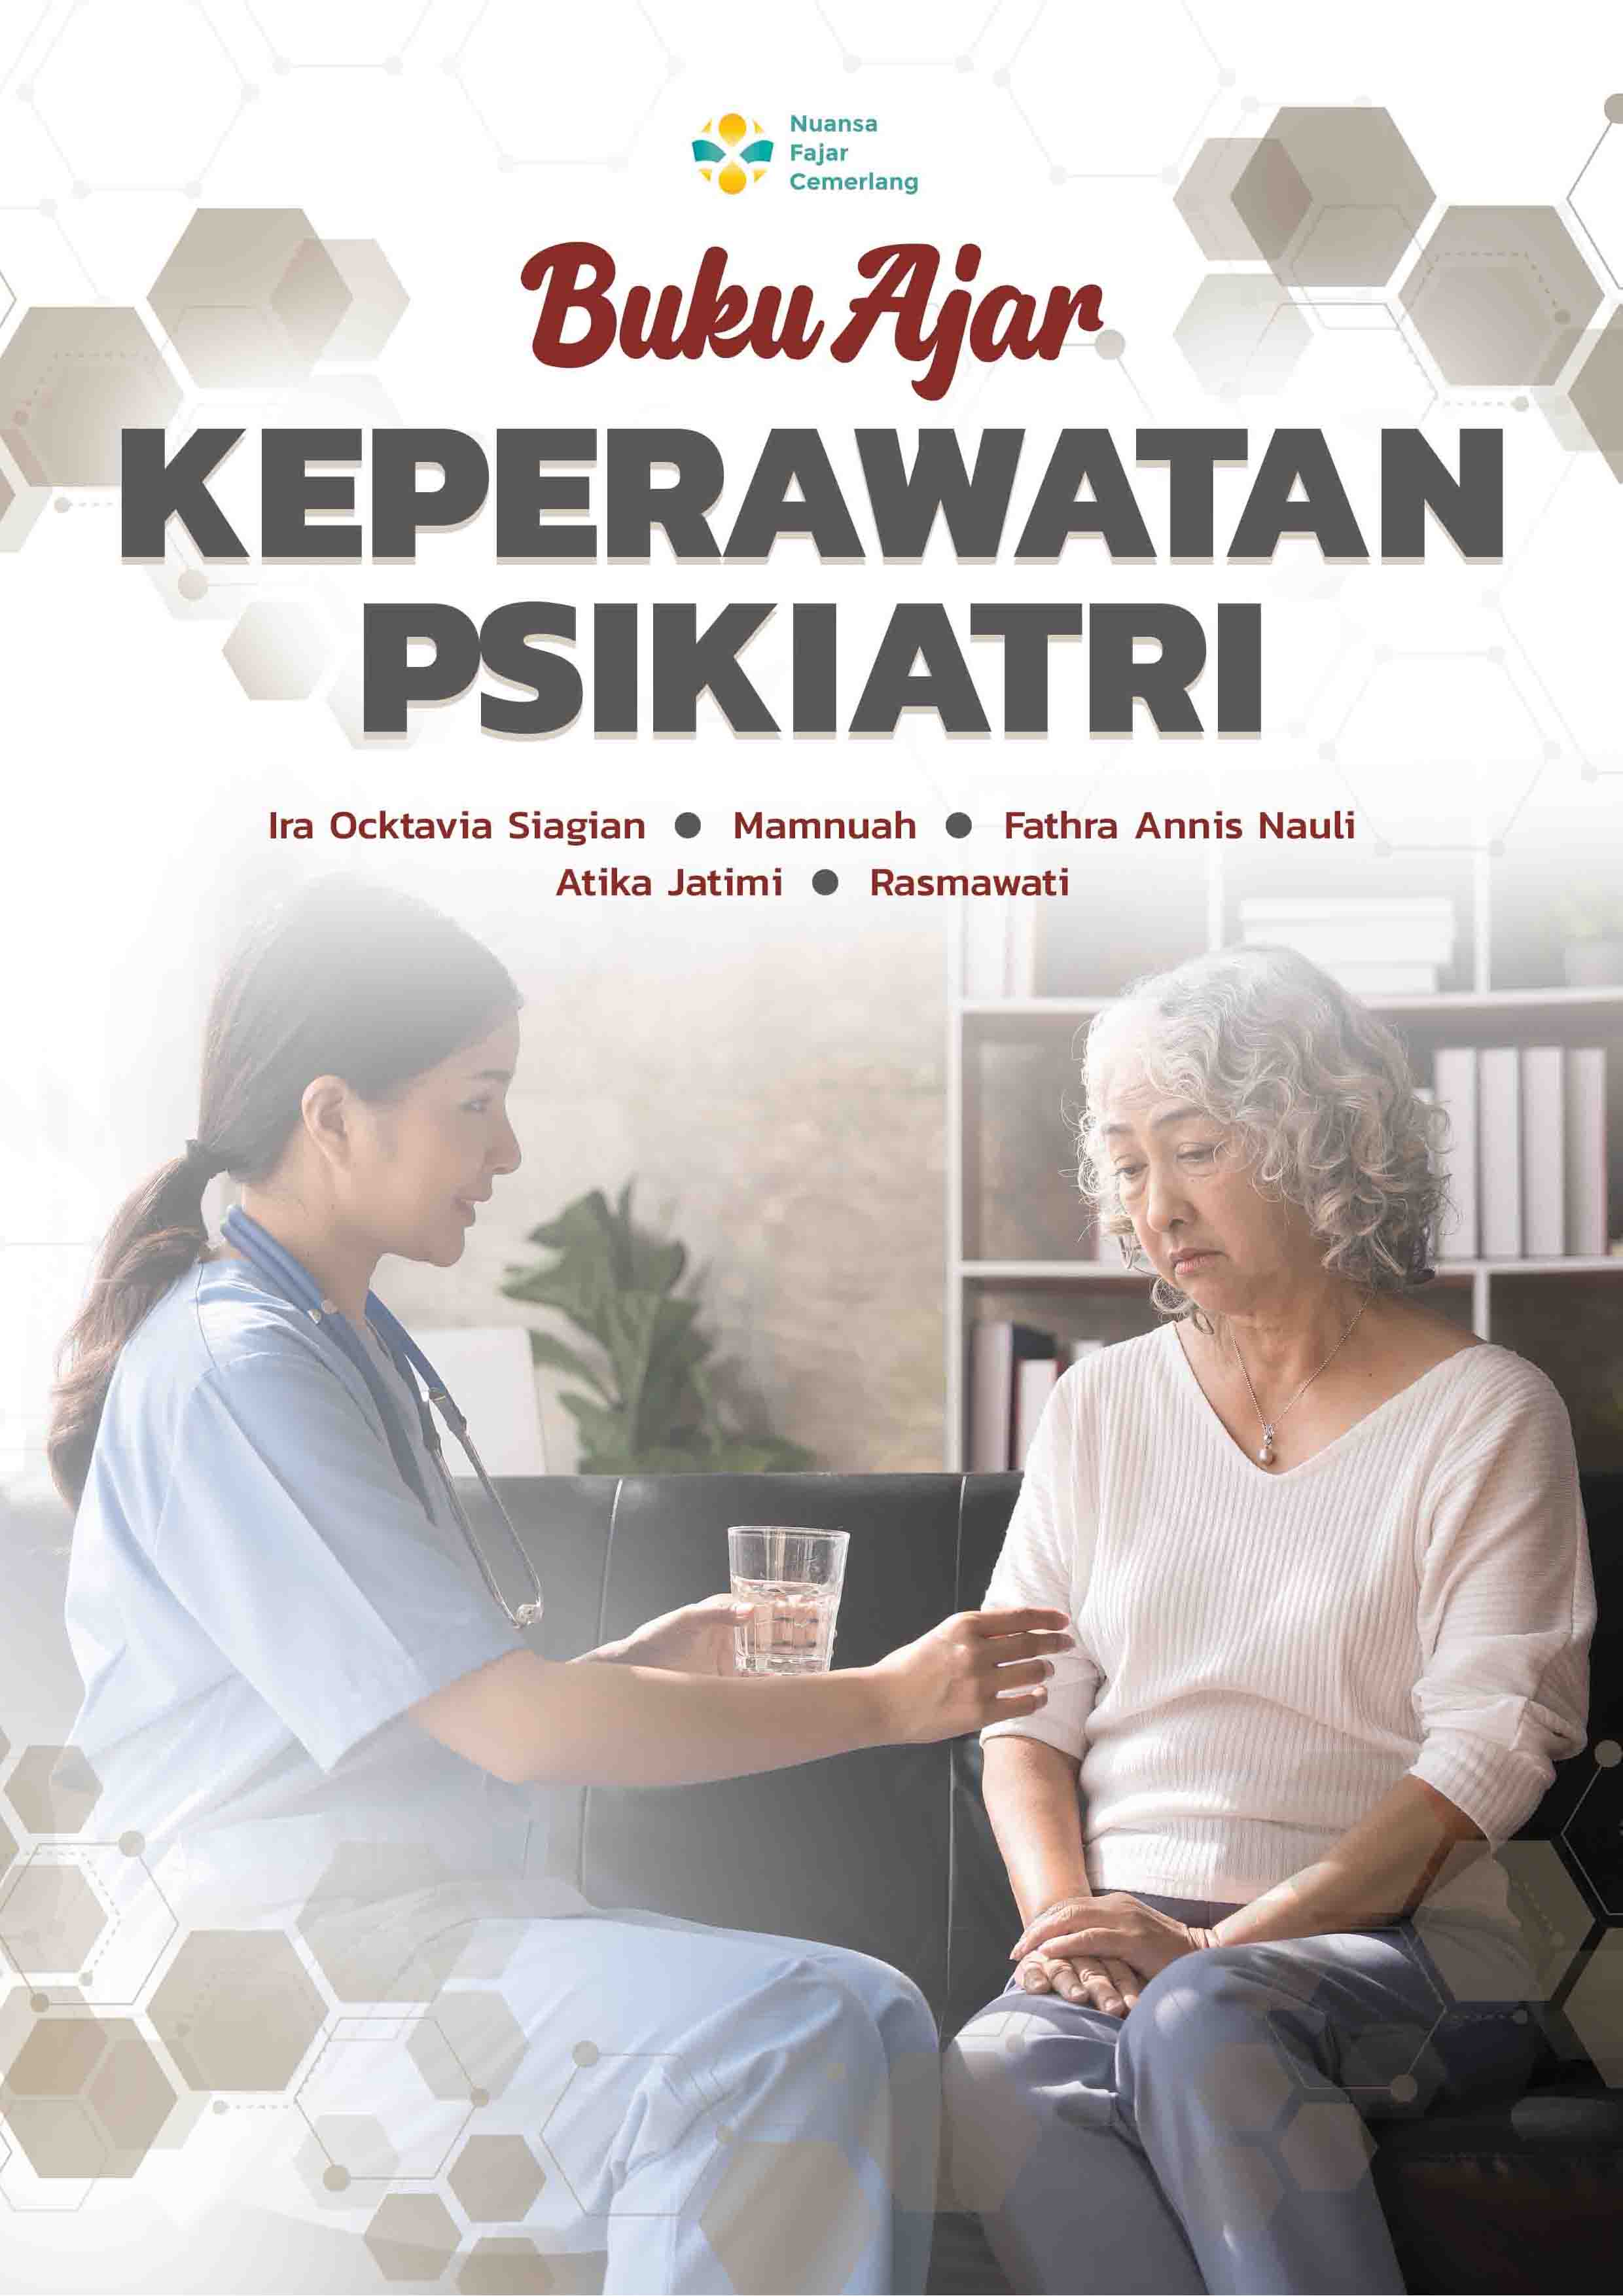 Nuansa
Fajar
Cemerlang
Buku Ajar
KEPERAWATAN
PSIKIATRI
Ira Ocktavia Siagian ● Mamnuah ● Fathra Annis Nauli
Atika Jatimi ● Rasmawati